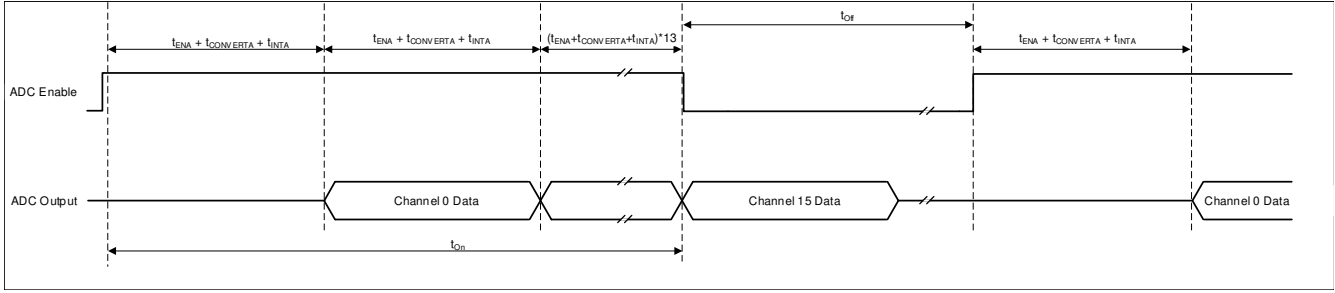 tOff
tENA + tCONVERTA + tINTA
tENA + tCONVERTA + tINTA
(tENA+tCONVERTA+tINTA)*13
tENA + tCONVERTA + tINTA
ADC Enable
ADC Output
Channel 0 Data
Channel 15 Data
Channel 0 Data
tOn